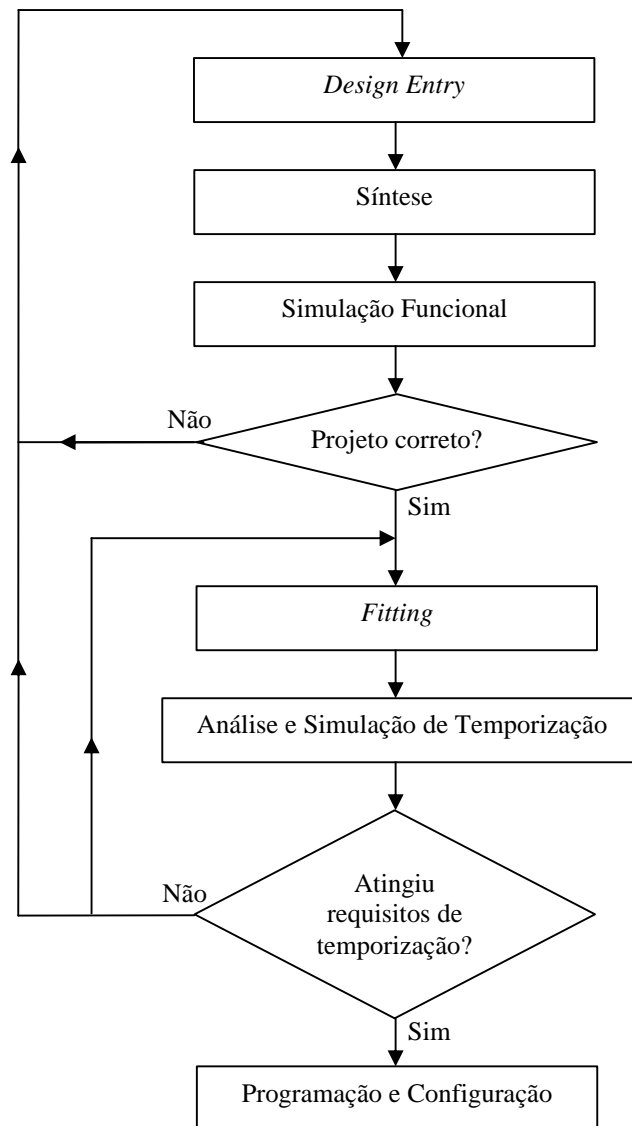 Design Entry
Síntese
Simulação Funcional
Não
Projeto correto?
Sim
Fitting
Análise e Simulação de Temporização
Não
Atingiu
requisitos de
temporização?
Sim
Programação e Configuração